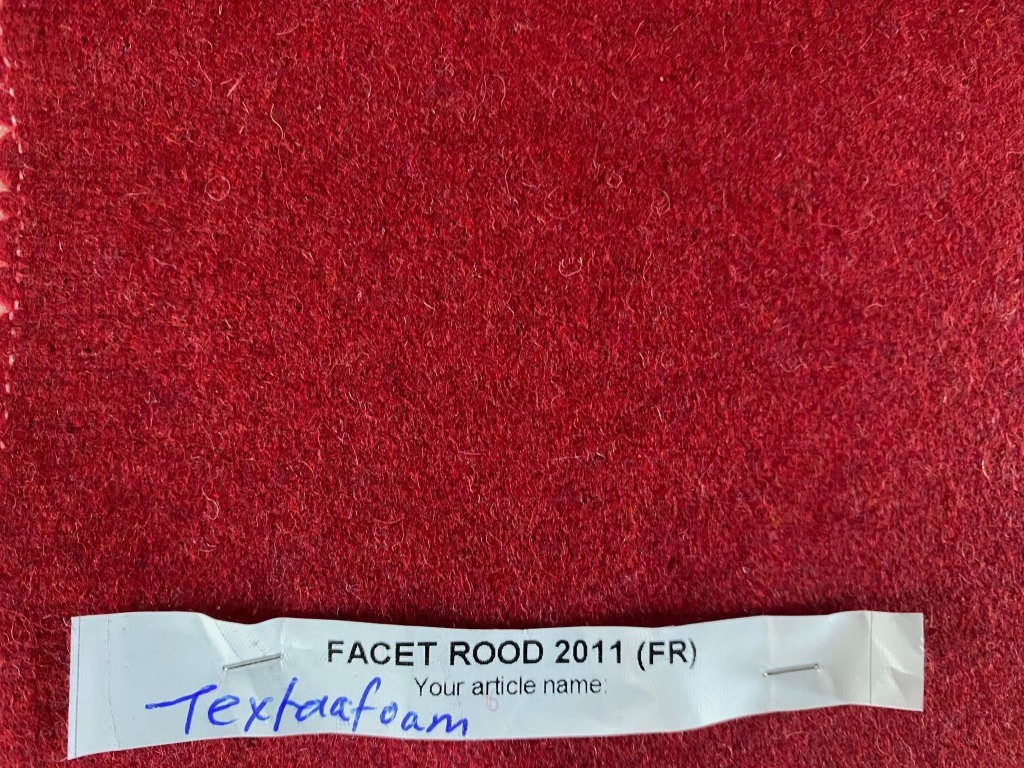 FACET ROOD 2011 (FR)
Your article name:
Textaafoam